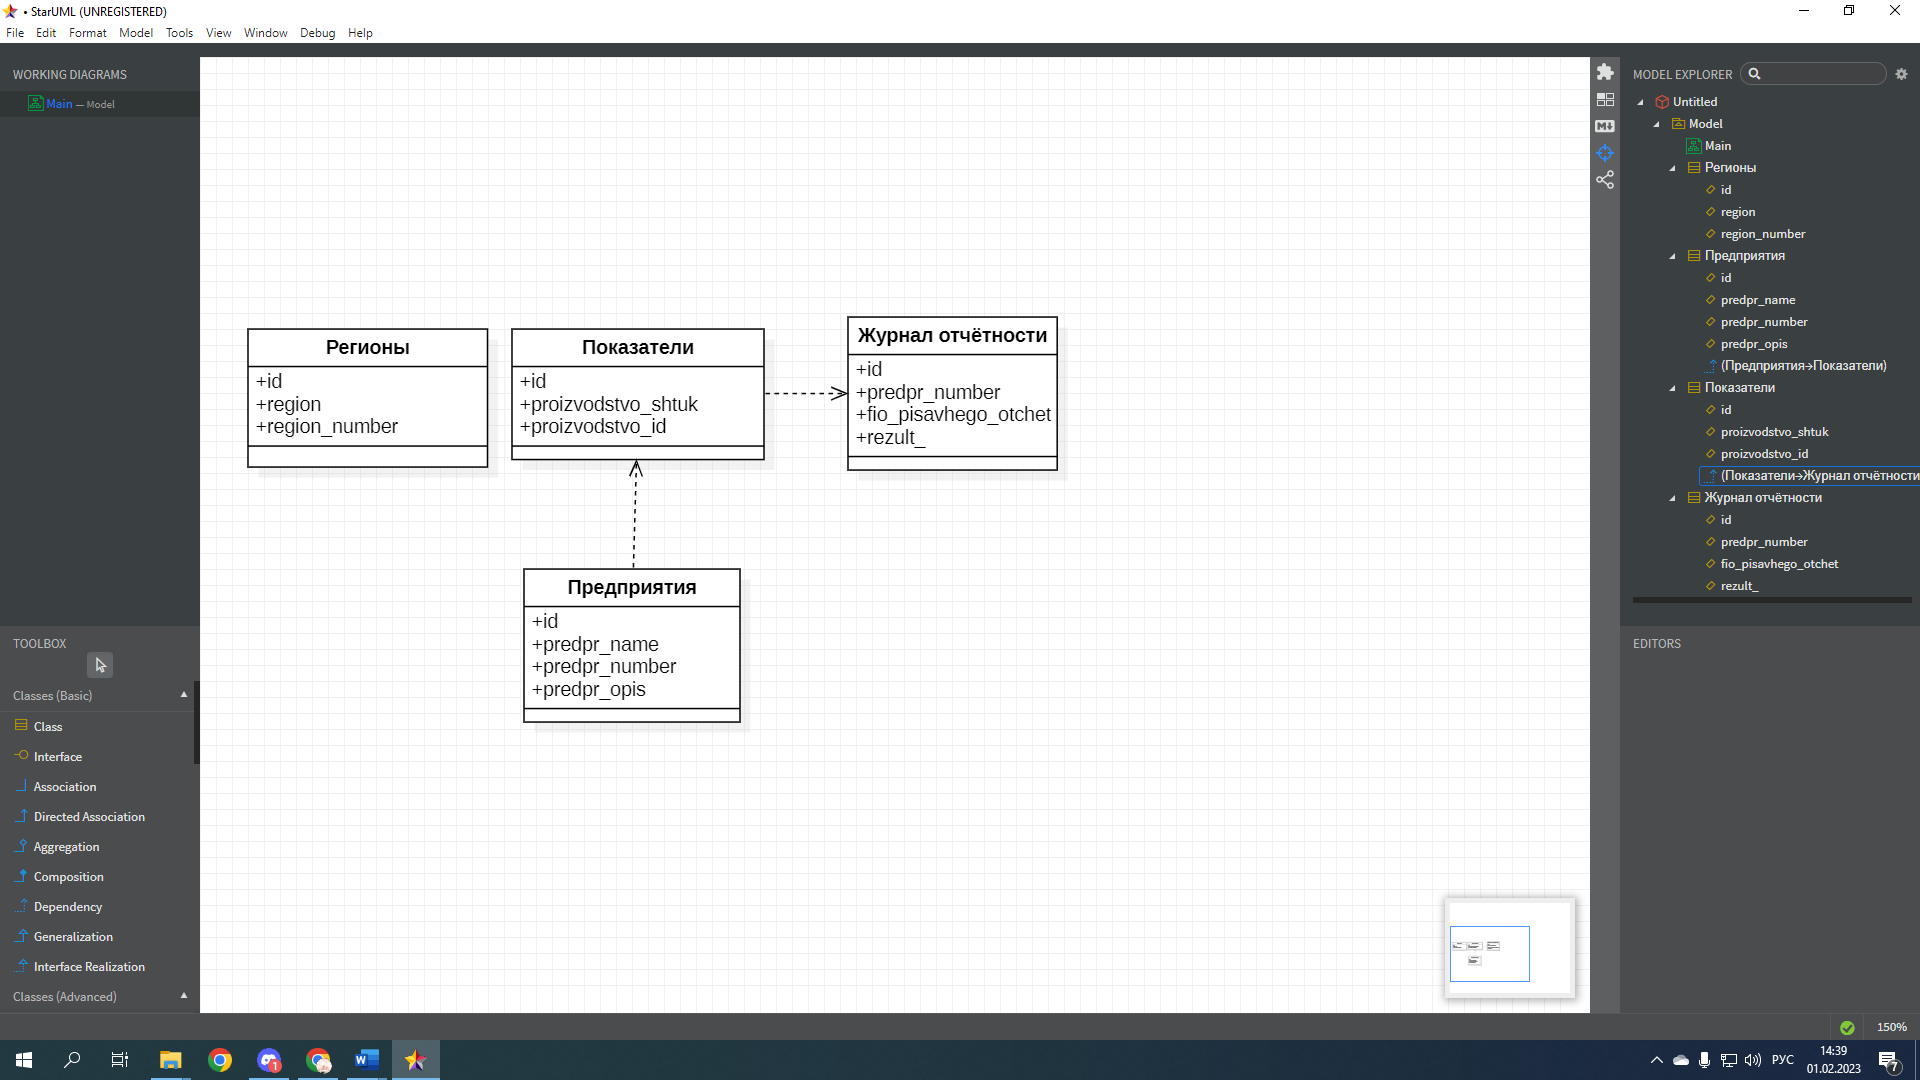 • StarUML (UNREGISTERED)
File Edit Format Model Tools View Window Debug Help
WORKING DIAGRAMS
Main — Model
Регионы
+id
+region
+region_number
Показатели
+id
+proizvodstvo_shtuk
+proizvodstvo_id
Журнал отчётности
+id
+predpr_number
+fio_pisavhego_otchet
+rezult_
Предприятия
+id
+predpr_name
+predpr_number
+predpr_opis
TOOLBOX
Classes (Basic)
Class
Interface
Association
Directed Association
Aggregation
Composition
Dependency
Generalization
Interface Realization
Classes (Advanced)
MODEL EXPLORER
Untitled
Model
Main
Регионы
id
region
region_number
Предприятия
id
predpr_name
predpr_number
predpr_opis
(Предприятия→Показатели)
Показатели
id
proizvodstvo_shtuk
proizvodstvo_id
(Показатели→Журнал отчётности
Журнал отчётности
id
predpr_number
fio_pisavhego_otchet
rezult_
EDITORS
150%
РУС
14:39
01.02.2023
7